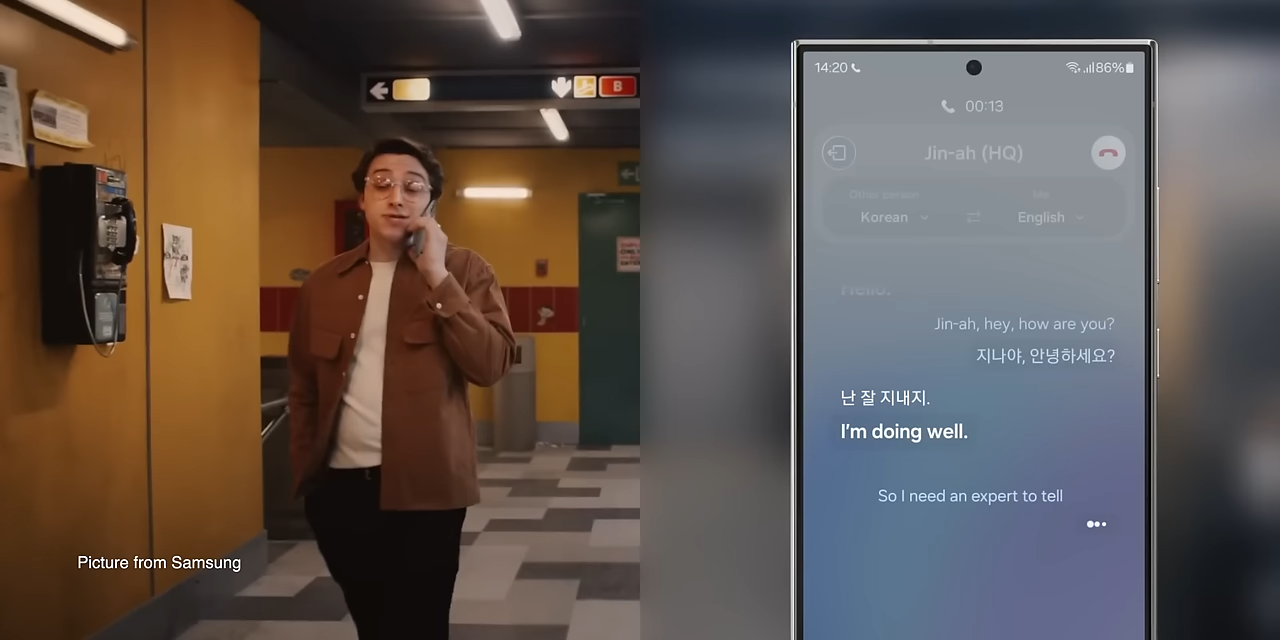 B
Picture from Samsung
14:20
86%
00:13
Jin-ah (HQ)
Other person
Me
Korean
English
Hello.
Jin-ah, hey, how are you?
지나야, 안녕하세요?
난 잘 지내지.
I'm doing well.
So I need an expert to tell